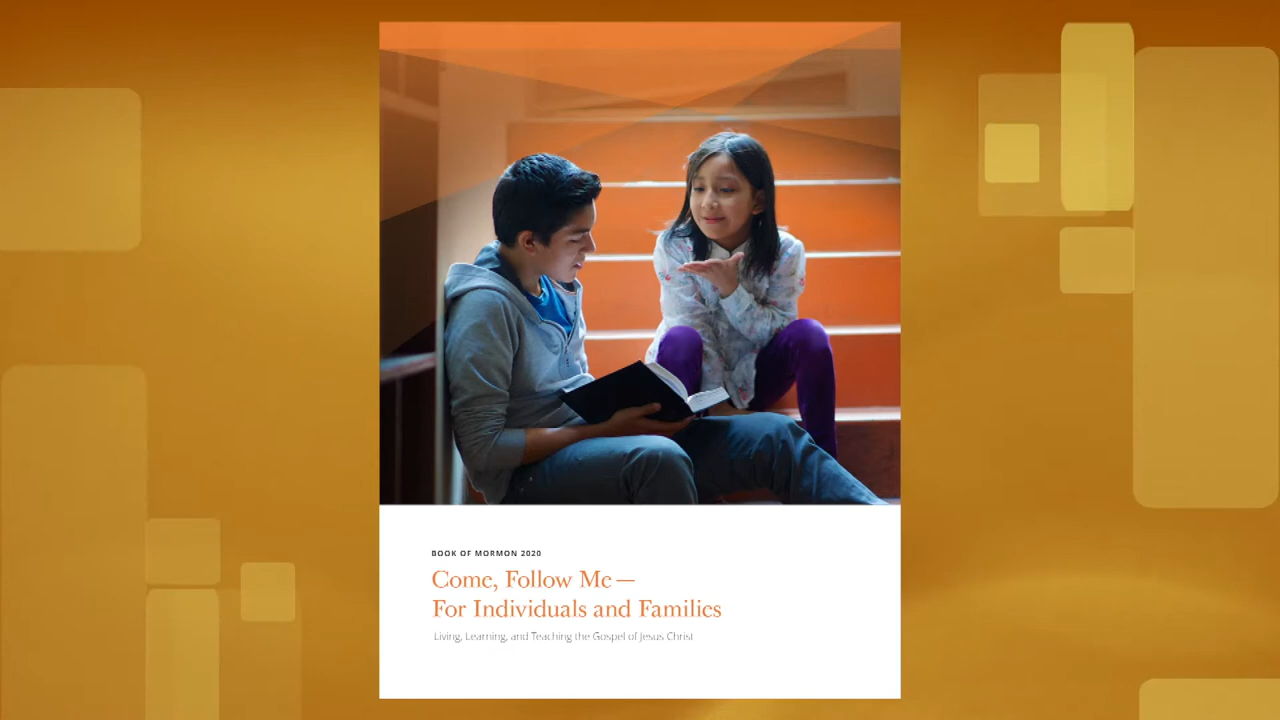 BOOK OF MORMON 2020
Come, Follow Me—
For Individuals and Families
Living, Learning, and Teaching the Gospel of Jesus Christ